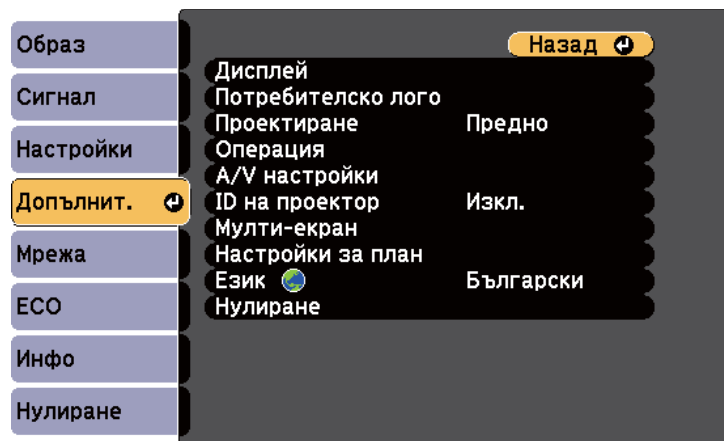 Образ
Сигнал
Настройки
Допълнит.
Мрежа
ECO
Инфо
Нулиране
Назад
Дисплей
Потребителско лого
Проектиране Предно
Операция
A/V настройки
ID на проектор Изкл.
Мулти-екран
Настройки за план
Език Български
Нулиране